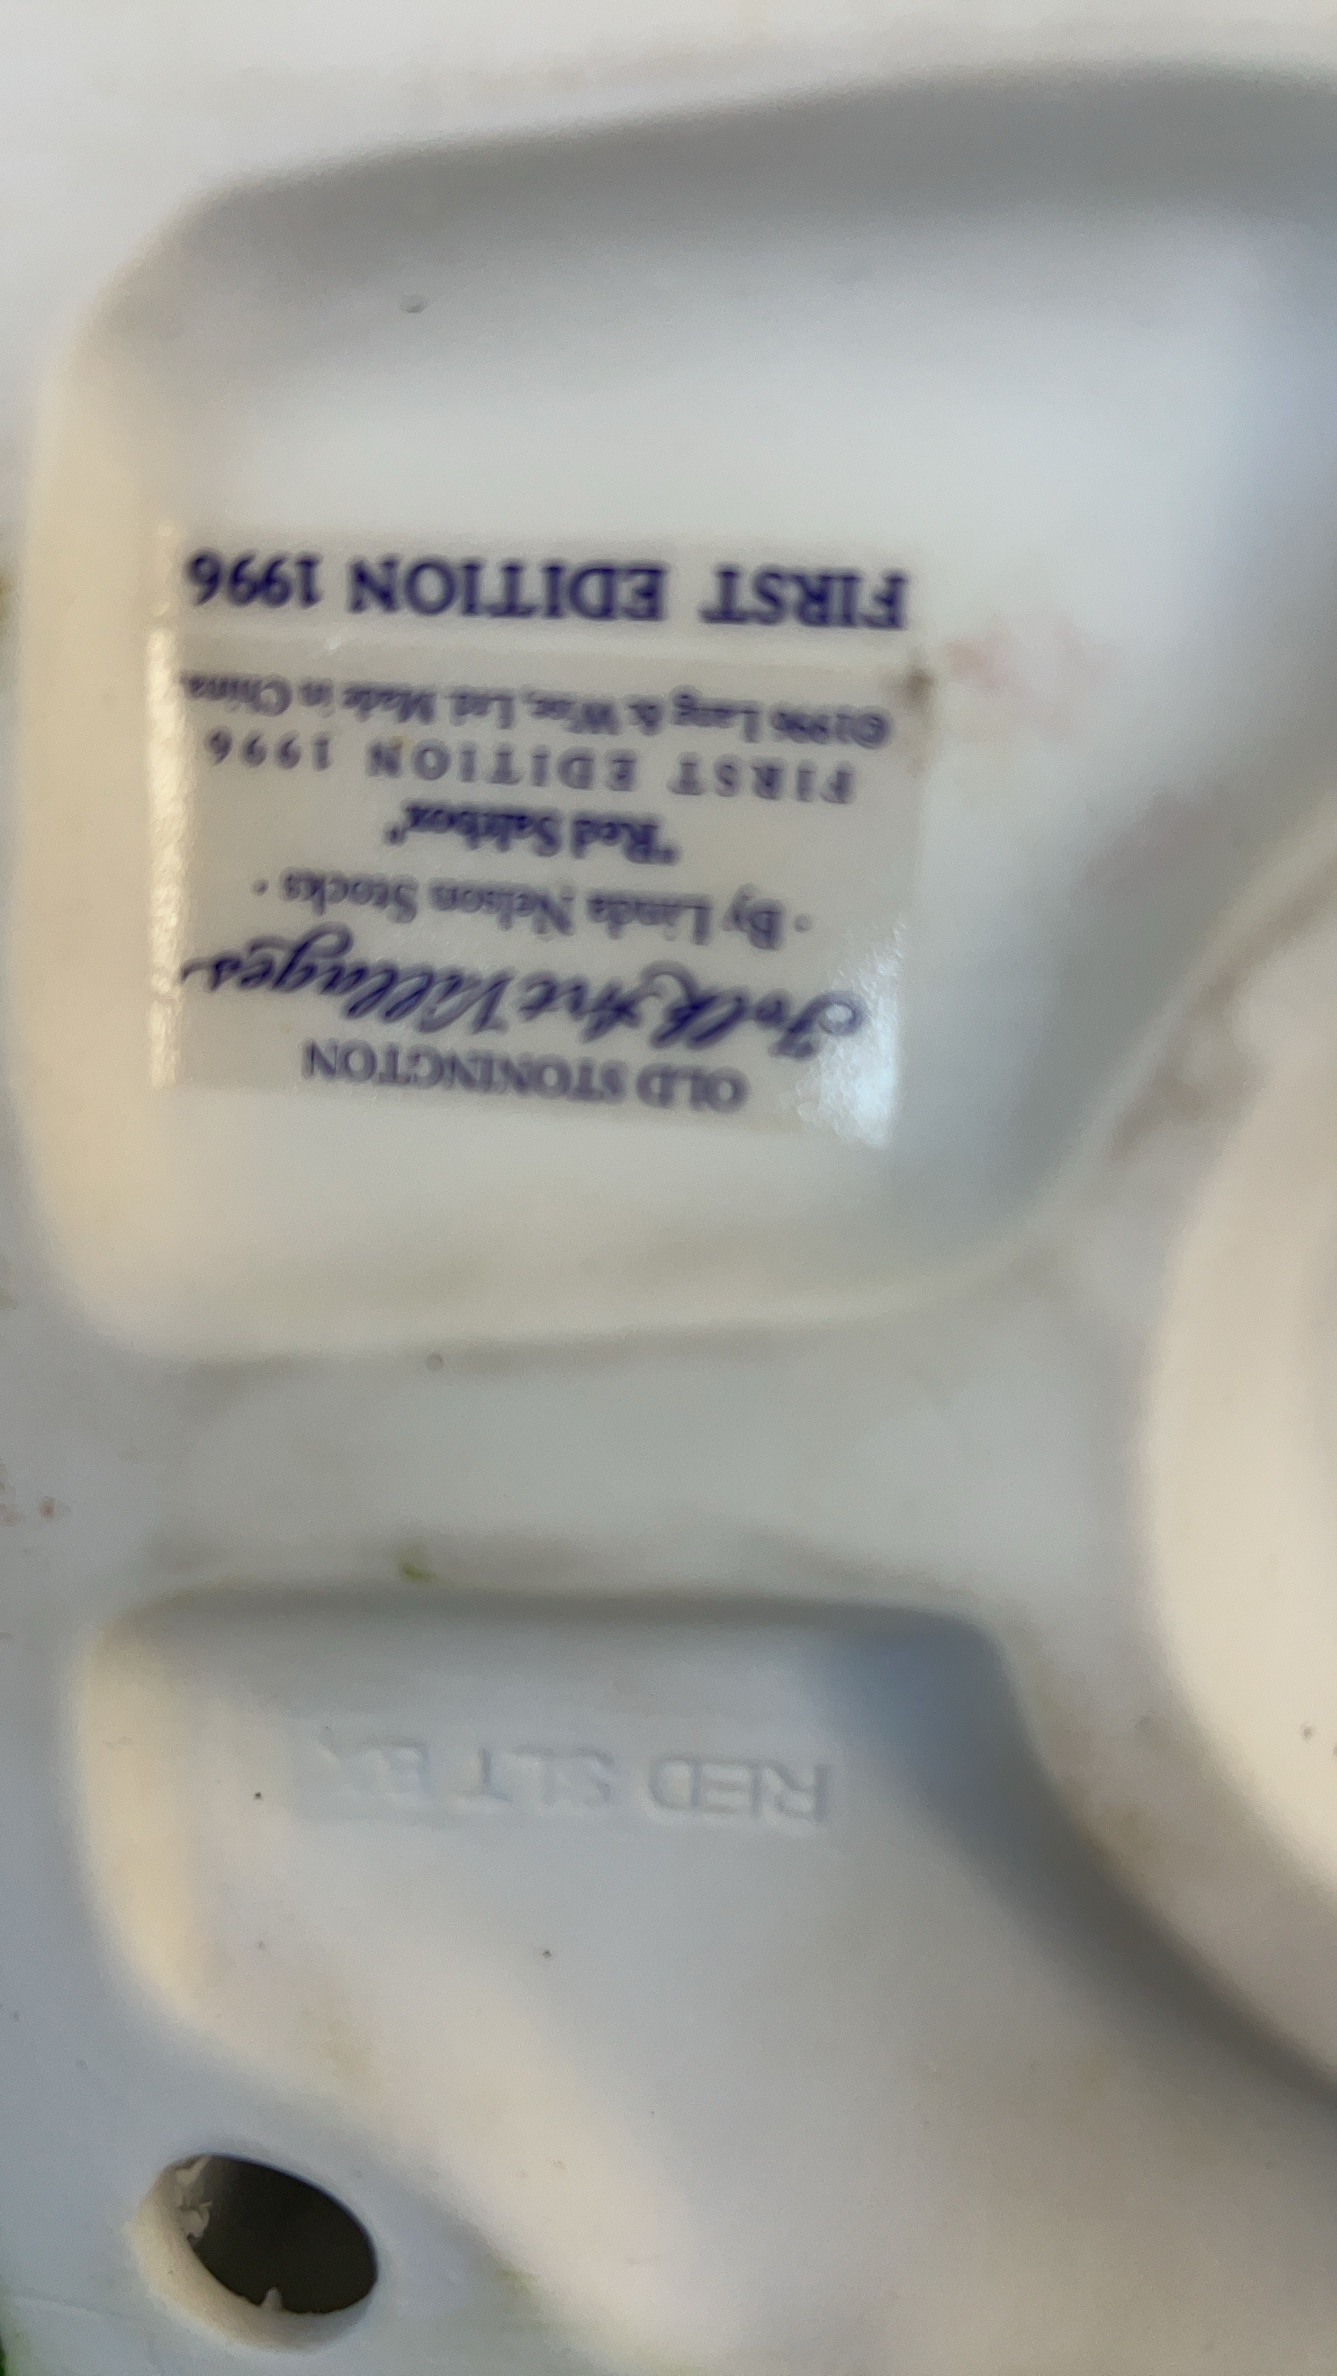 OLD STONINGTON
Folk Art Villages
• By Linda Nelson Stocks •
"Red Saltbox"
FIRST EDITION 1996
©1996 Lang & Wise, Ltd. Made in China.
FIRST EDITION 1996
RED SLT BX